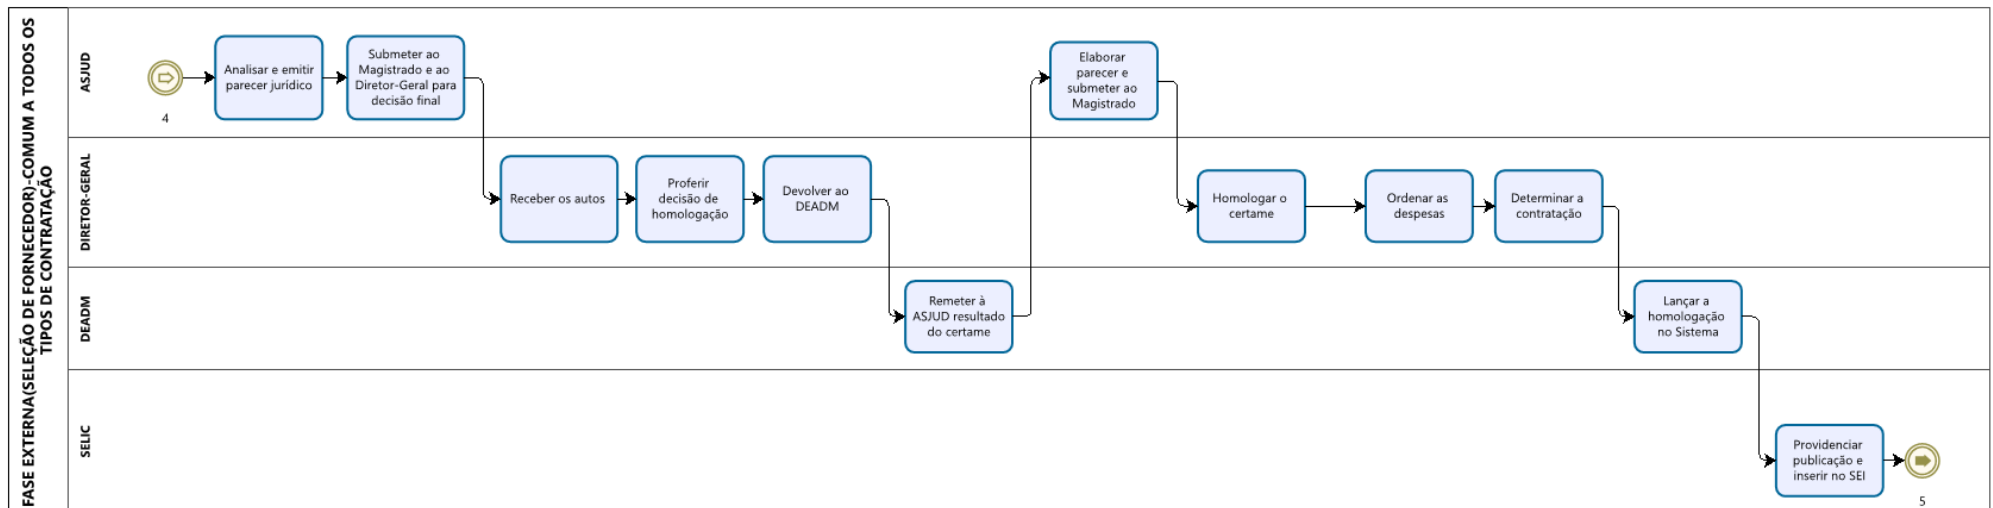 FASE EXTERNA(SELEÇÃO DE FORNECEDOR)-COMUM A TODOS OS
TIPOS DE CONTRATAÇÃO
ASJUD
4
Analisar e emitir
parecer jurídico
Submeter ao
Magistrado e ao
Diretor-Geral para
decisão final
Elaborar
parecer e
submeter ao
Magistrado
DIRETOR-GERAL
Receber os autos
Proferir
decisão de
homologação
Devolver ao
DEADM
Homologar o
certame
Ordenar as
despesas
Determinar a
contratação
DEADM
Remeter à
ASJUD resultado
do certame
Lançar a
homologação
no Sistema
SELIC
Providenciar
publicação e
inserir no SEI
5